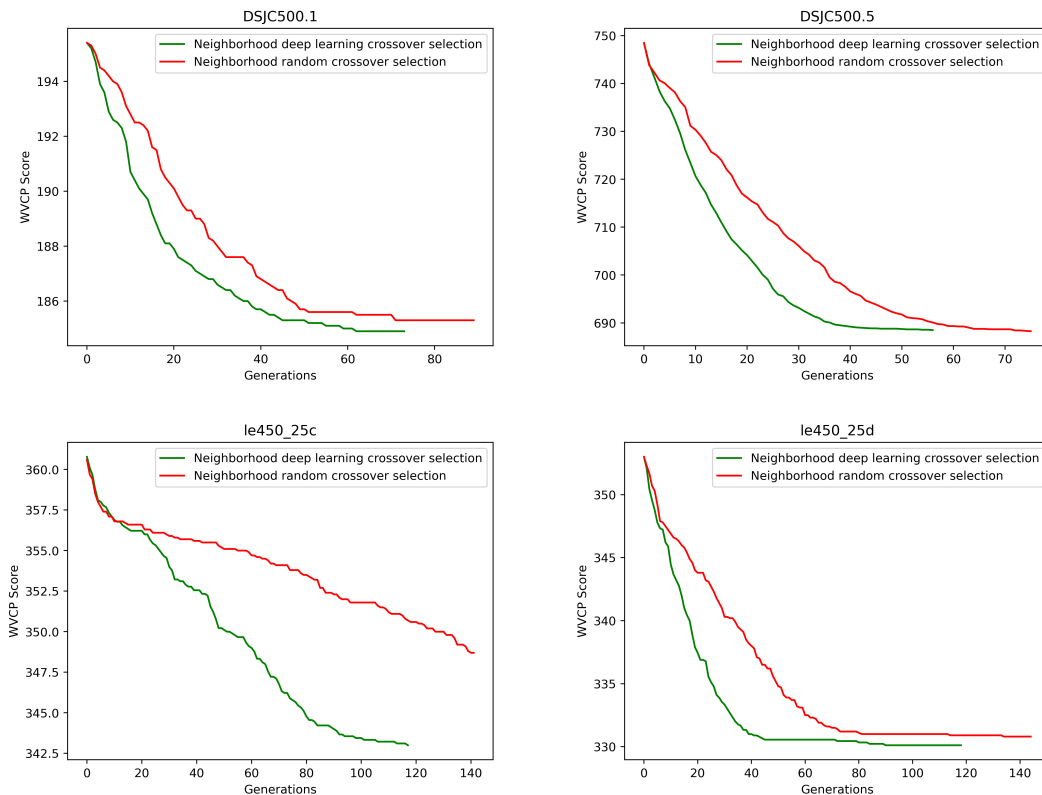 DSJC500.1
Neighborhood deep learning crossover selection
Neighborhood random crossover selection
194
192
190
188
186
WVCP Score
0 20 40 60 80
Generations
DSJC500.5
Neighborhood deep learning crossover selection
Neighborhood random crossover selection
750
740
730
720
710
700
690
WVCP Score
0 10 20 30 40 50 60 70
Generations
le450_25c
Neighborhood deep learning crossover selection
Neighborhood random crossover selection
360.0
357.5
355.0
352.5
350.0
347.5
345.0
342.5
WVCP Score
0 20 40 60 80 100 120 140
Generations
le450_25d
Neighborhood deep learning crossover selection
Neighborhood random crossover selection
350
345
340
335
330
WVCP Score
0 20 40 60 80 100 120 140
Generations